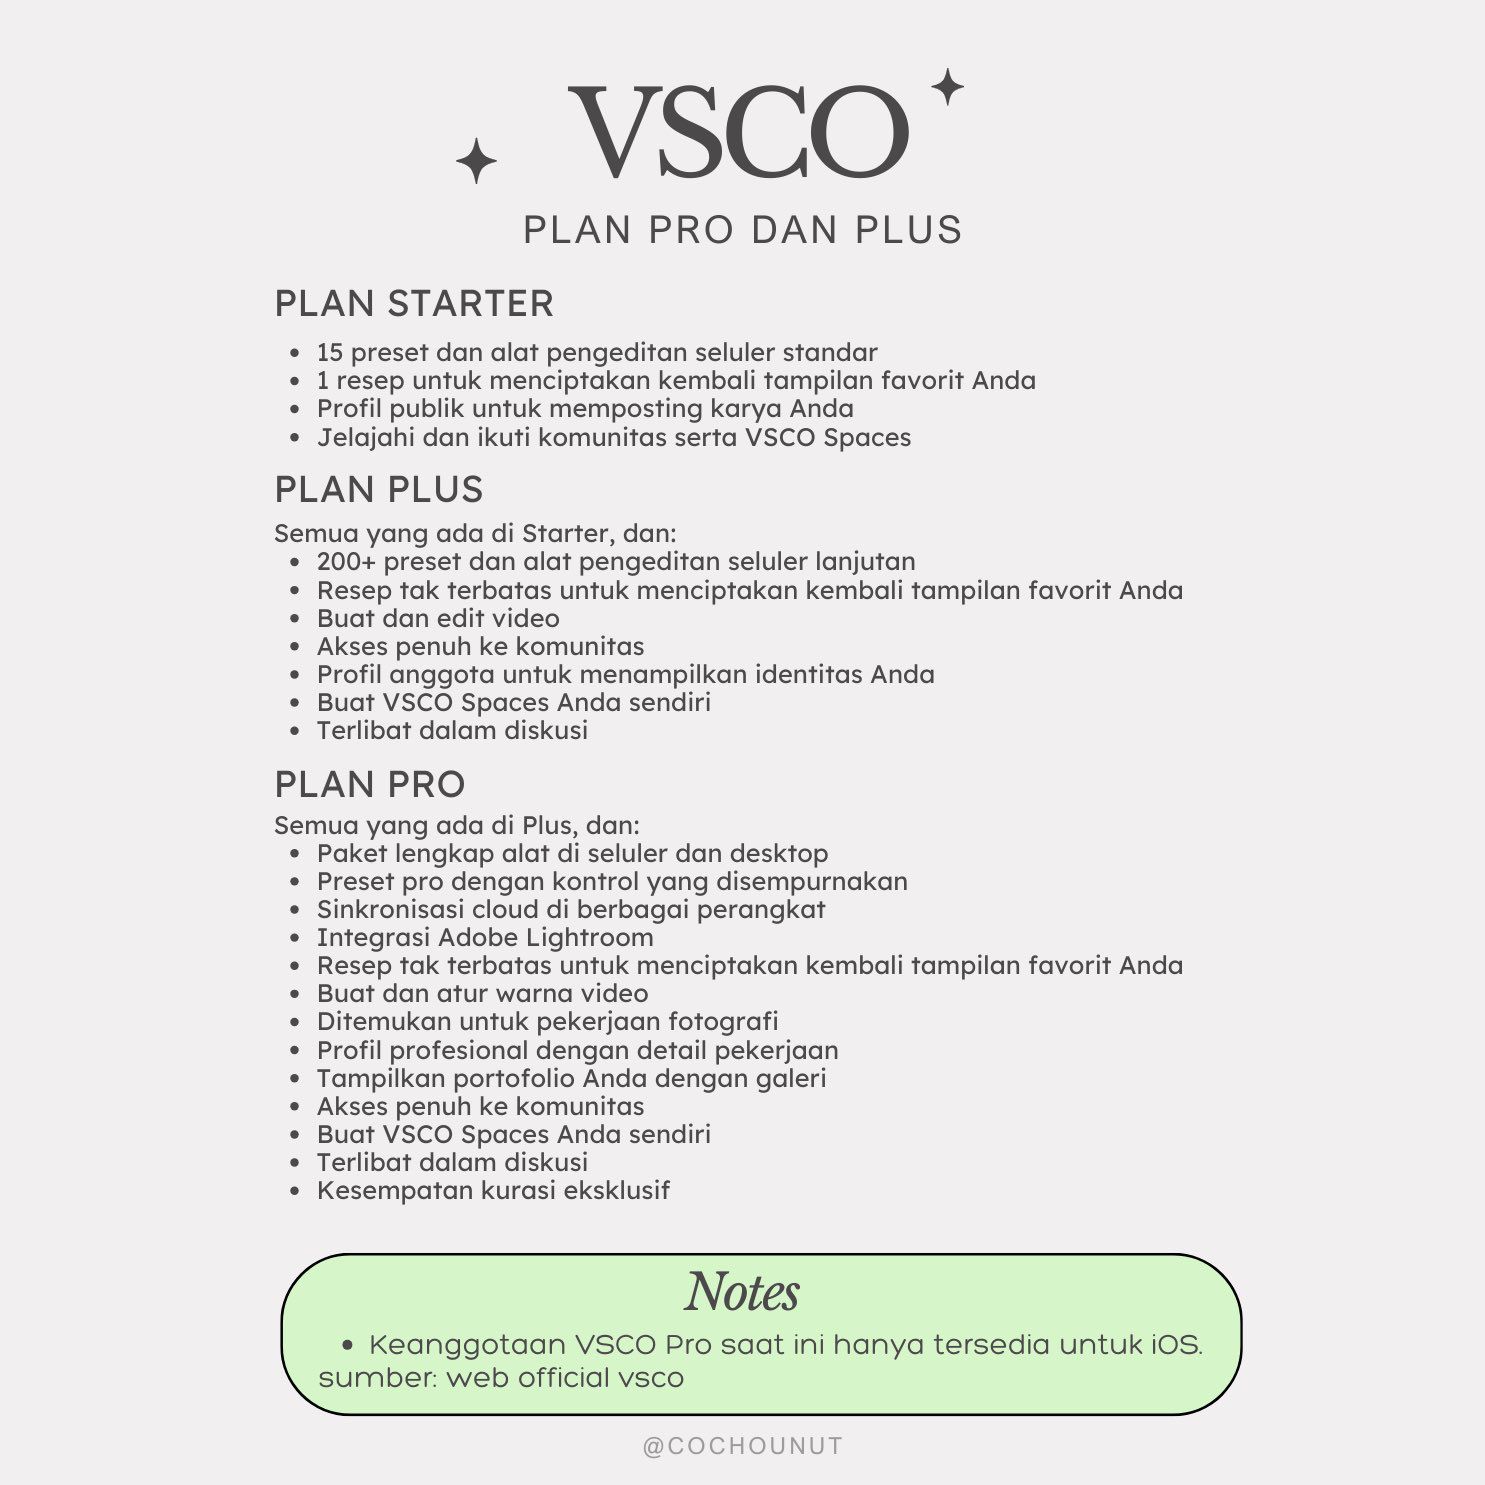 VSCO
PLAN PRO DAN PLUS
PLAN STARTER
• 15 preset dan alat pengeditan seluler standar
• 1 resep untuk menciptakan kembali tampilan favorit Anda
• Profil publik untuk memposting karya Anda
• Jelajahi dan ikuti komunitas serta VSCO Spaces
PLAN PLUS
Semua yang ada di Starter, dan:
• 200+ preset dan alat pengeditan seluler lanjutan
• Resep tak terbatas untuk menciptakan kembali tampilan favorit Anda
• Buat dan edit video
• Akses penuh ke komunitas
• Profil anggota untuk menampilkan identitas Anda
• Buat VSCO Spaces Anda sendiri
• Terlibat dalam diskusi
PLAN PRO
Semua yang ada di Plus, dan:
• Paket lengkap alat di seluler dan desktop
• Preset pro dengan kontrol yang disempurnakan
• Sinkronisasi cloud di berbagai perangkat
• Integrasi Adobe Lightroom
• Resep tak terbatas untuk menciptakan kembali tampilan favorit Anda
• Buat dan atur warna video
• Ditemukan untuk pekerjaan fotografi
• Profil profesional dengan detail pekerjaan
• Tampilkan portofolio Anda dengan galeri
• Akses penuh ke komunitas
• Buat VSCO Spaces Anda sendiri
• Terlibat dalam diskusi
• Kesempatan kurasi eksklusif
Notes
• Keanggotaan VSCO Pro saat ini hanya tersedia untuk iOS.
sumber: web official vsco
@COCHOUNUT